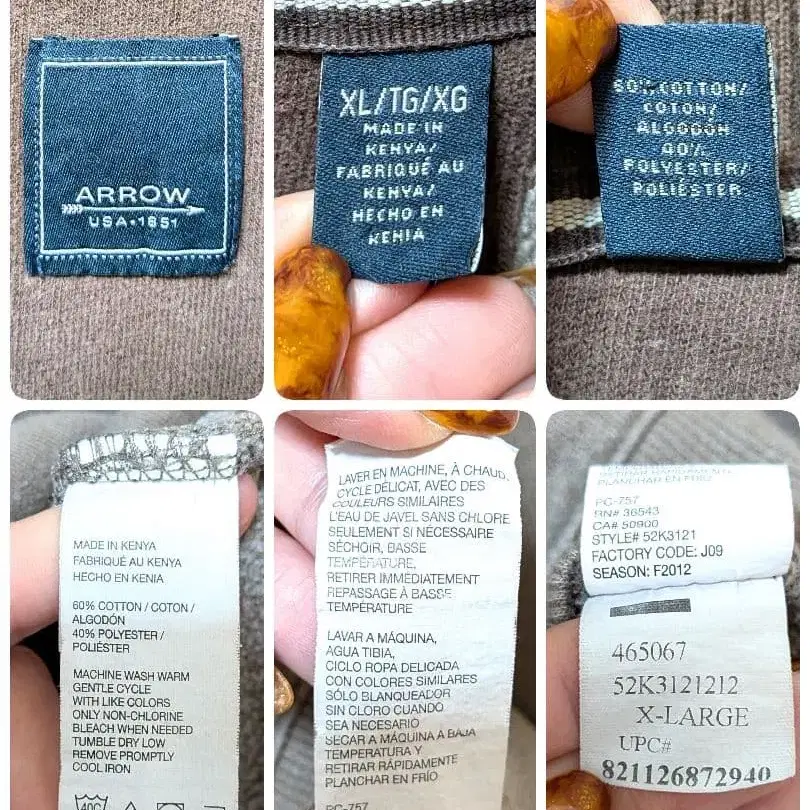 ARROW
USA•1851
XL/TG/XG
MADE IN
KENYA/
FABRIQUÉ AU
KENYA/
HECHO EN
KENIA
60% COTTON/
COTON/
ALGODÓN
40%
POLYESTER/
POLIÉSTER
MADE IN KENYA
FABRIQUÉ AU KENYA
HECHO EN KENIA
60% COTTON / COTON /
ALGODÓN
40% POLYESTER /
POLIÉSTER
MACHINE WASH WARM
GENTLE CYCLE
WITH LIKE COLORS
ONLY NON-CHLORINE
BLEACH WHEN NEEDED
TUMBLE DRY LOW
REMOVE PROMPTLY
COOL IRON
40C
LAVER EN MACHINE, À CHAUD,
CYCLE DÉLICAT, AVEC DES
COULEURS SIMILAIRES
L'EAU DE JAVEL SANS CHLORE
SEULEMENT SI NÉCESSAIRE
SÉCHOIR, BASSE
TEMPÉRATURE,
RETIRER IMMÉDIATEMENT
REPASSAGE À BASSE
TEMPÉRATURE
LAVAR A MÁQUINA,
AGUA TIBIA,
CICLO ROPA DELICADA
CON COLORES SIMILARES
SÓLO BLANQUEADOR
SIN CLORO CUANDO
SEA NECESARIO
SECAR A MÁQUINA A BAJA
TEMPERATURA Y
RETIRAR RÁPIDAMENTE
PLANCHAR EN FRÍO
PC-757
RETIRAR RÁPIDAMENTE
PLANCHAR EN FRÍO
PC-757
RN# 36543
CA# 50900
STYLE# 52K3121
FACTORY CODE: J09
SEASON: F2012
465067
52K3121212
X-LARGE
UPC#
821126872940